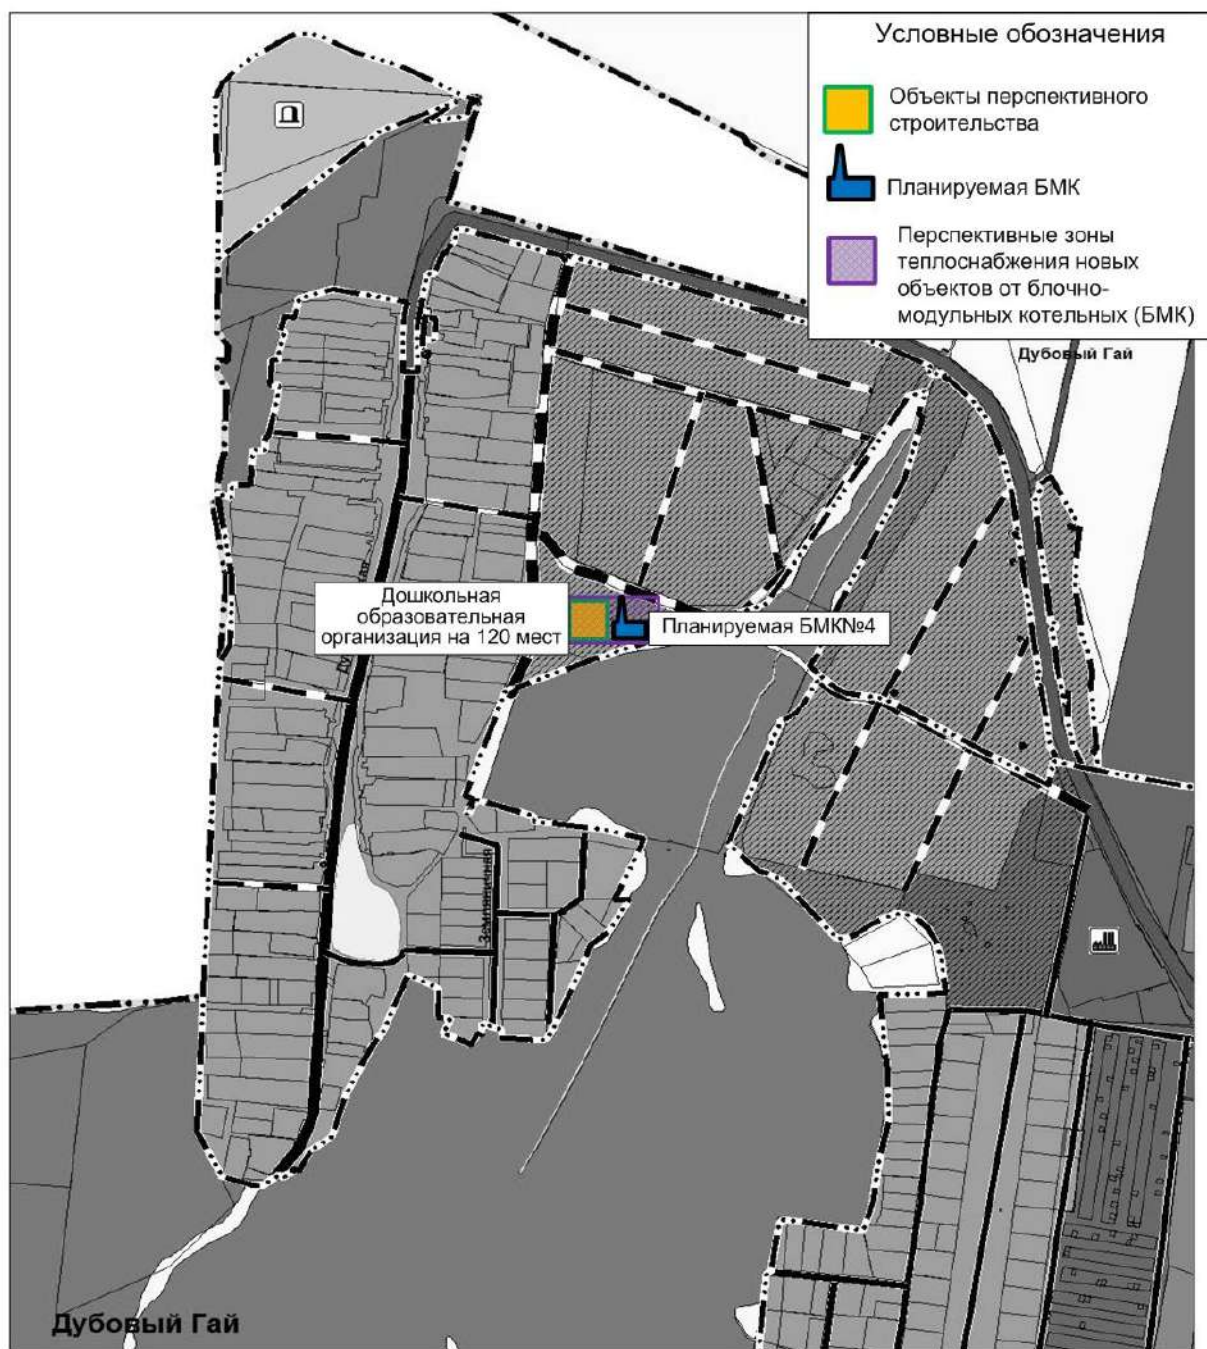 Условные обозначения
Объекты перспективного
строительства
Планируемая БМК
Перспективные зоны
теплоснабжения новых
объектов от блочно-
модульных котельных (БМК)
Дубовый Гай
Дошкольная
образовательная
организация на 120 мест
Планируемая БМК№4
Земляничная
Дубовый Гай